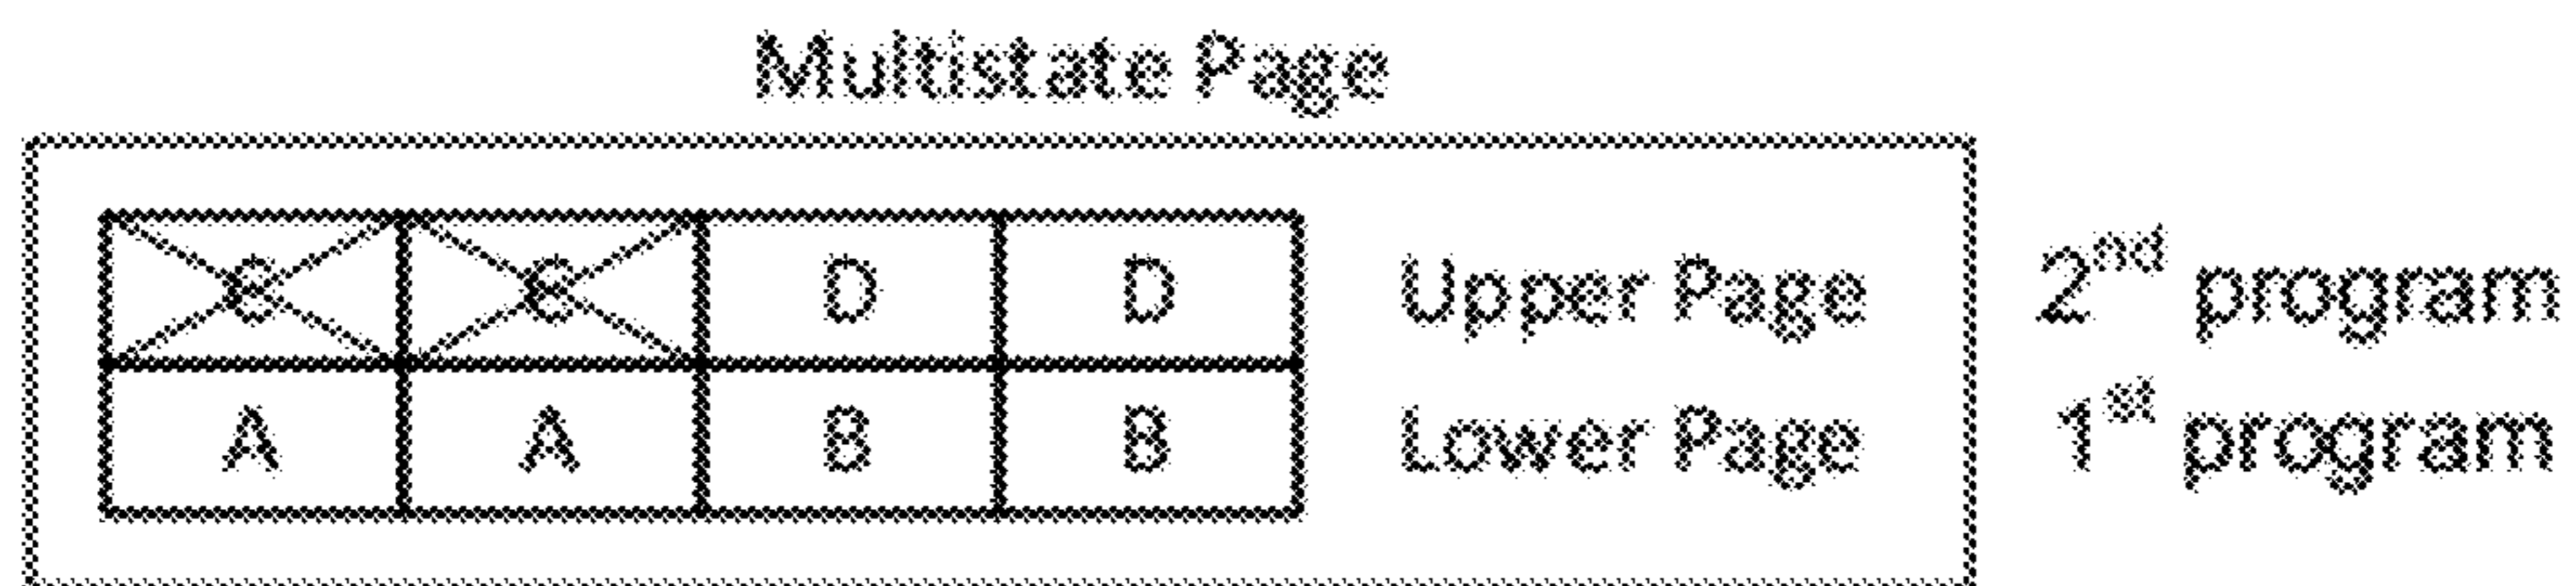 Multistate Page
C C D D Upper Page 2nd program
A A B B Lower Page 1st program